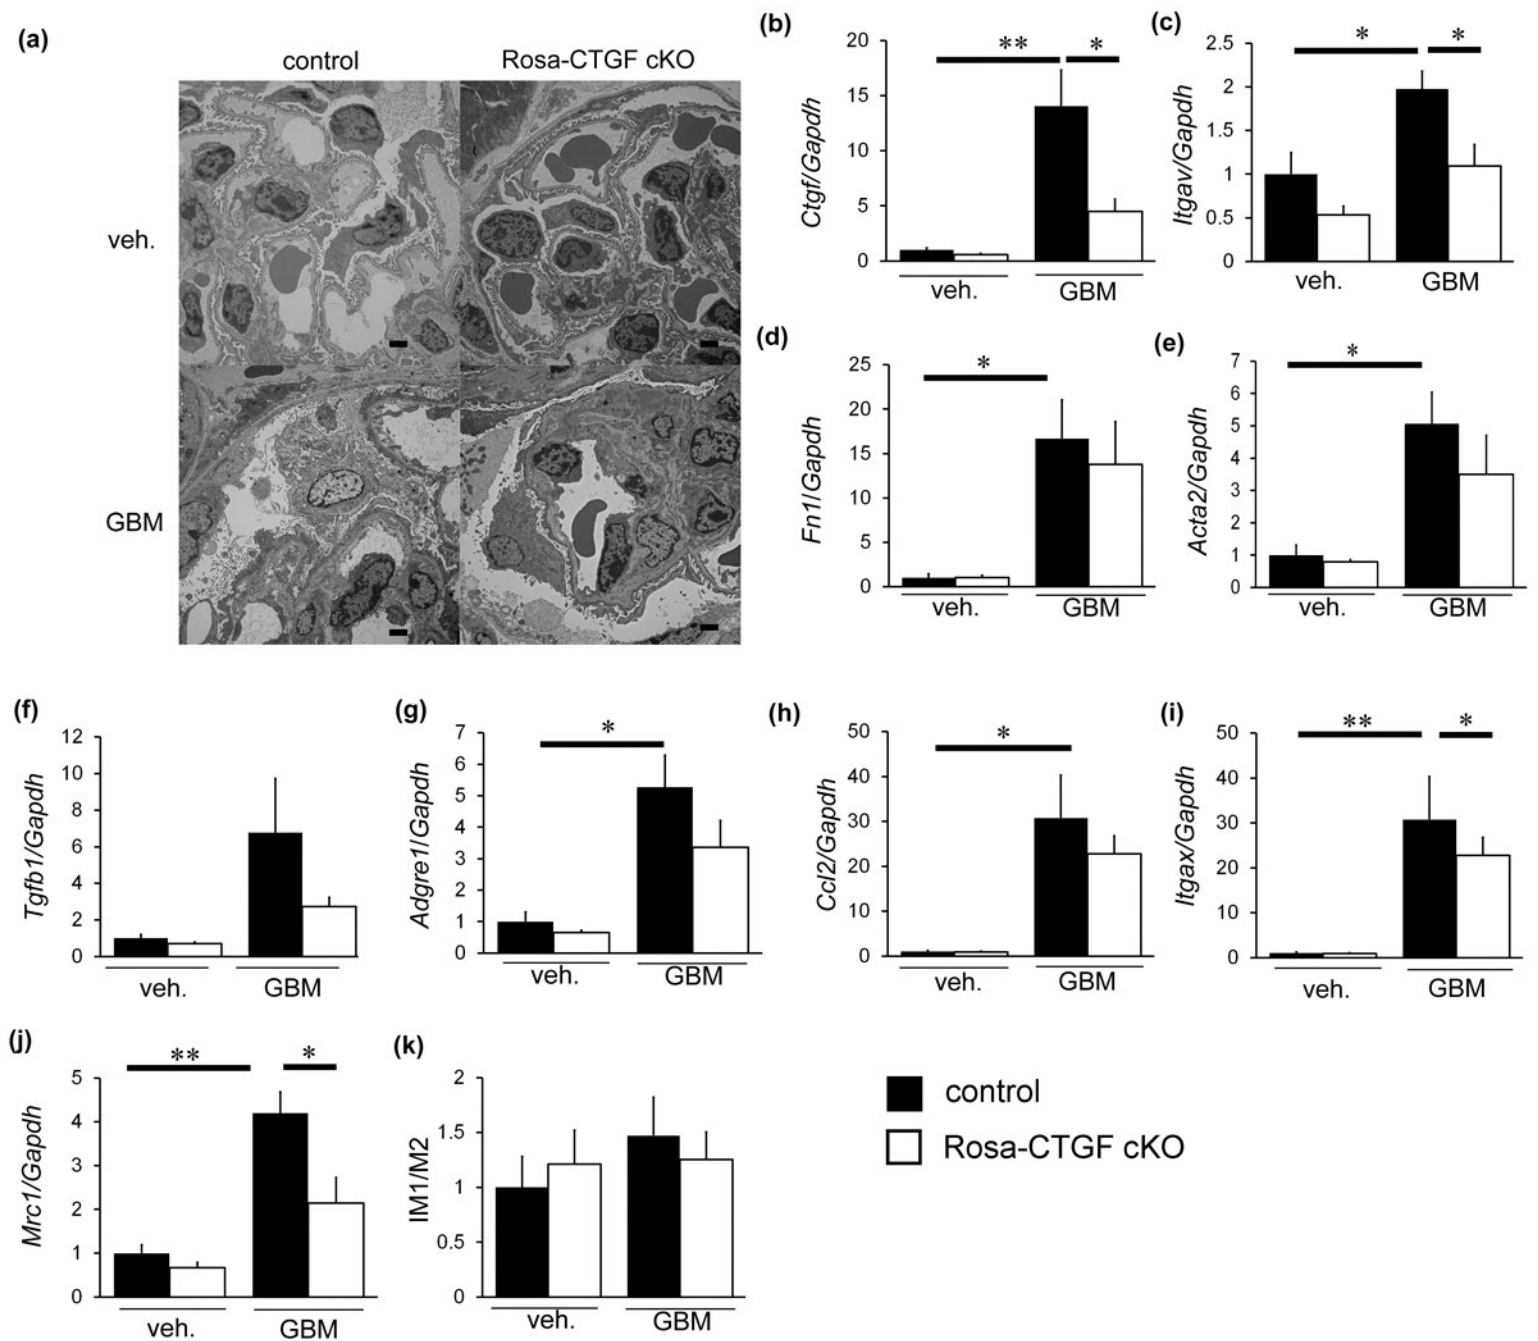 (a)
control
Rosa-CTGF cKO
veh.
GBM
(b)
**
*
20
15
10
5
0
Ctgf/Gapdh
veh.
GBM
(c)
*
*
2.5
2
1.5
1
0.5
0
Itgav/Gapdh
veh.
GBM
(d)
*
25
20
15
10
5
0
Fn1/Gapdh
veh.
GBM
(e)
*
7
6
5
4
3
2
1
0
Acta2/Gapdh
veh.
GBM
(f)
12
10
8
6
4
2
0
Tgfb1/Gapdh
veh.
GBM
(g)
*
7
6
5
4
3
2
1
0
Adgre1/Gapdh
veh.
GBM
(h)
*
50
40
30
20
10
0
Ccl2/Gapdh
veh.
GBM
(i)
**
*
50
40
30
20
10
0
Itgax/Gapdh
veh.
GBM
(j)
**
*
5
4
3
2
1
0
Mrc1/Gapdh
veh.
GBM
(k)
2
1.5
1
0.5
0
IM1/M2
veh.
GBM
control
Rosa-CTGF cKO